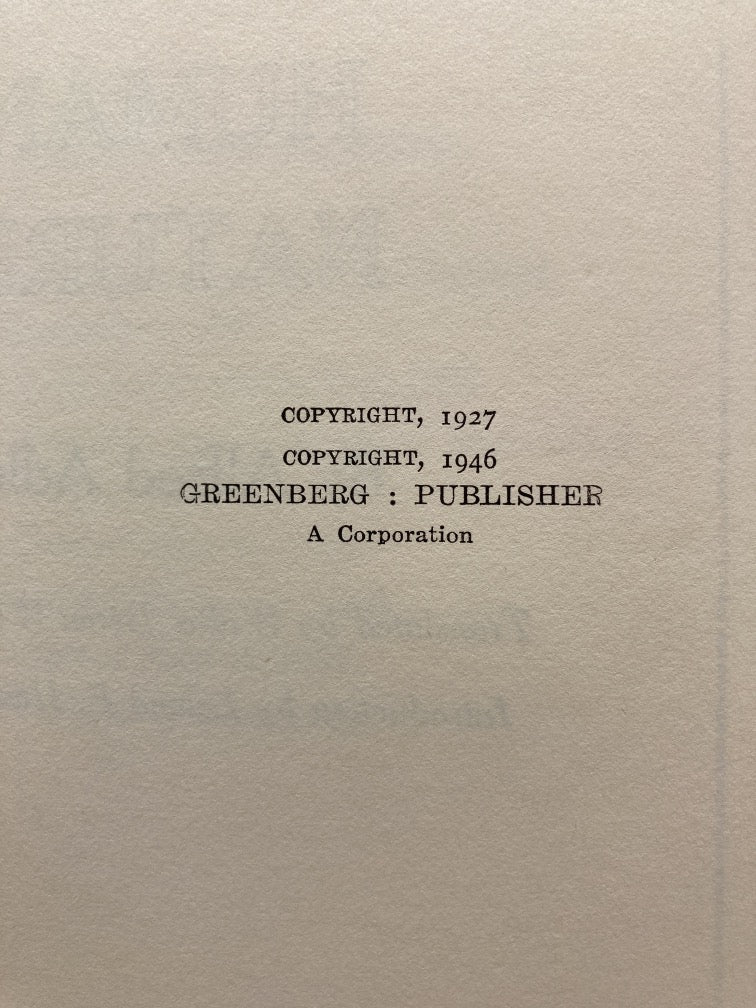 COPYRIGHT, 1927
COPYRIGHT, 1946
GREENBERG : PUBLISHER
A Corporation